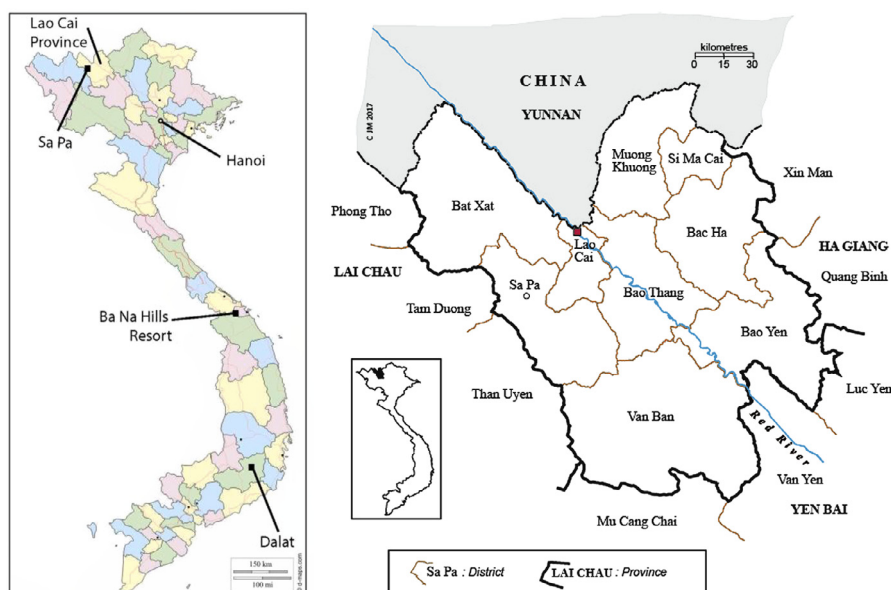 Lao Cai
Province
Sa Pa
Hanoi
Ba Na Hills
Resort
Dalat
150 km
100 mi
© d-maps.com
kilometres
0 15 30
CHINA
YUNNAN
C JM 2017
Muong
Khuong
Si Ma Cai
Xin Man
Phong Tho
Bat Xat
Bac Ha
HA GIANG
Lao
Cai
LAI CHAU
Quang Binh
Sa Pa
Bao Thang
Tam Duong
Bao Yen
Than Uyen
Luc Yen
Van Ban
Red River
Van Yen
YEN BAI
Mu Cang Chai
Sa Pa : District
LAI CHAU : Province